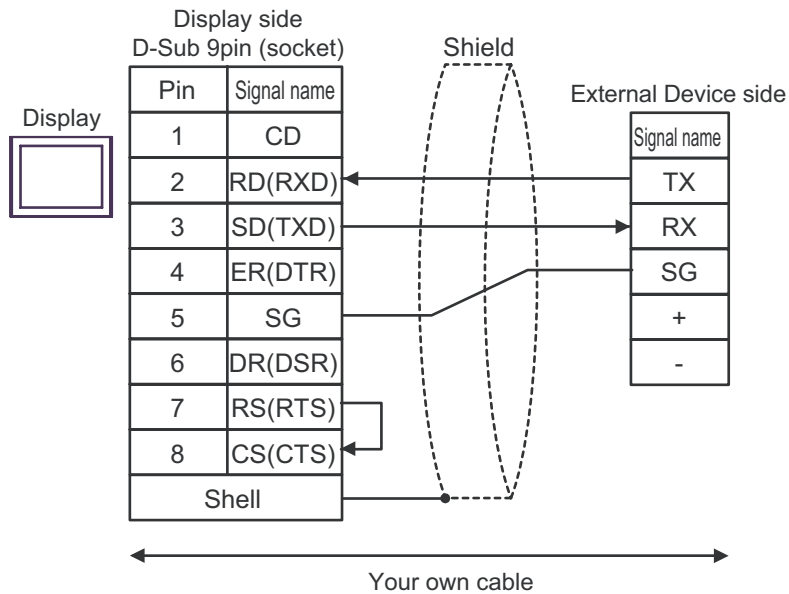 Display side
D-Sub 9pin (socket)
Shield
External Device side
Display
Pin Signal name
1 CD
2 RD(RXD)
3 SD(TXD)
4 ER(DTR)
5 SG
6 DR(DSR)
7 RS(RTS)
8 CS(CTS)
Shell
Signal name
TX
RX
SG
+
-
Your own cable